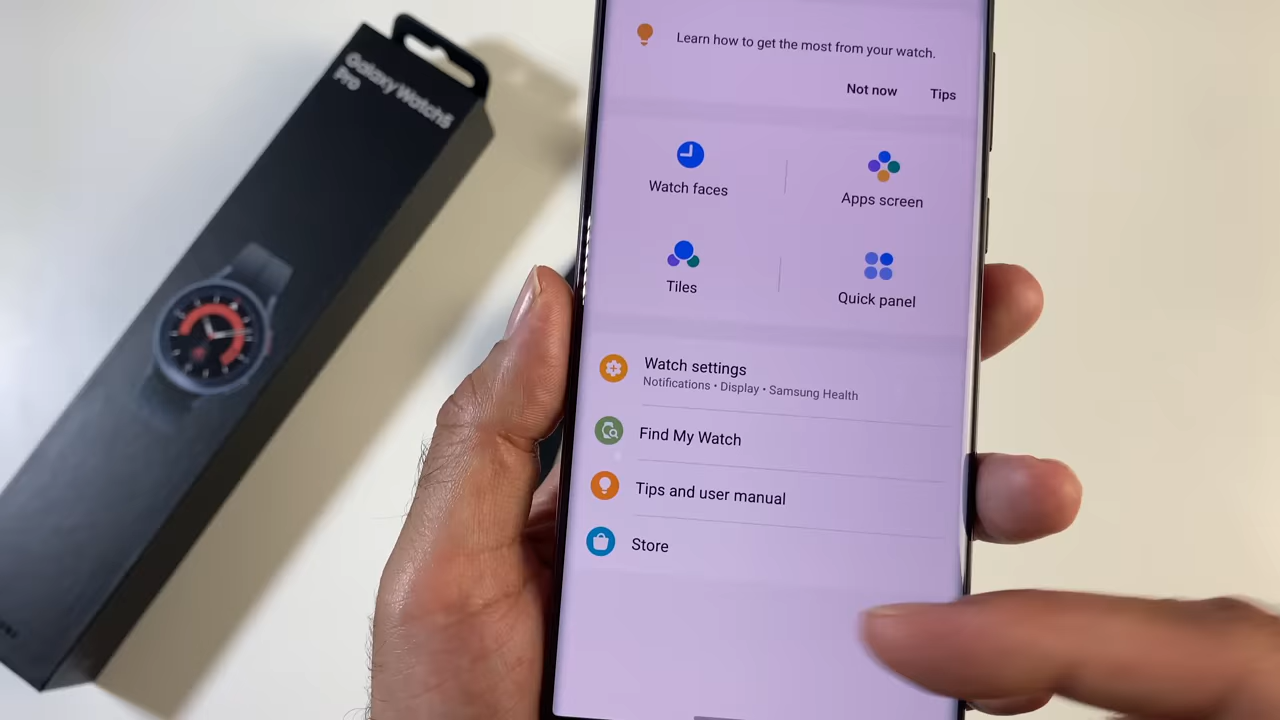 Galaxy Watch5
Pro
Learn how to get the most from your watch.
Not now
Tips
Watch faces
Apps screen
Tiles
Quick panel
Watch settings
Notifications • Display • Samsung Health
Find My Watch
Tips and user manual
Store